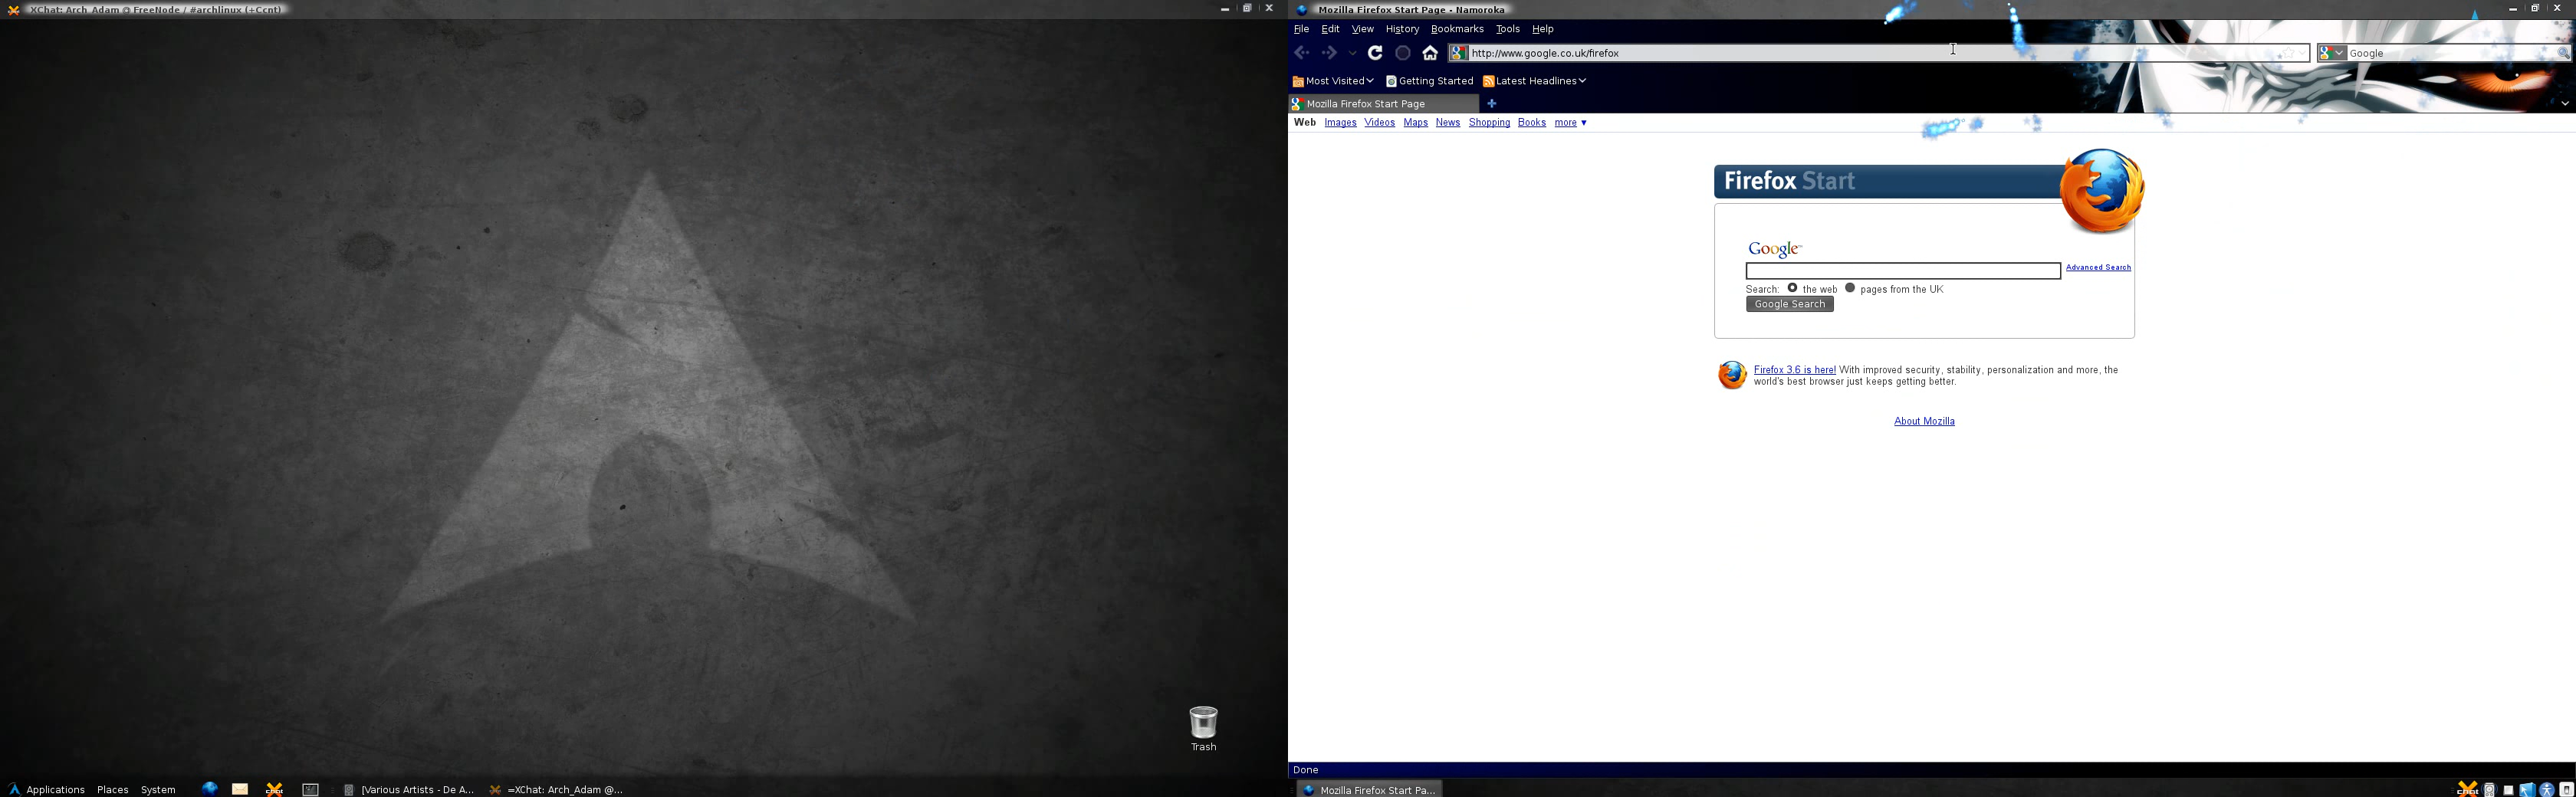 XChat: Arch_Adam @ FreeNode / #archlinux (+Ccnt)
Mozilla Firefox Start Page - Namoroka
File Edit View History Bookmarks Tools Help
http://www.google.co.uk/firefox
Google
Most Visited Getting Started Latest Headlines
Mozilla Firefox Start Page
Web Images Videos Maps News Shopping Books more ▼
Firefox Start
Google™
Advanced Search
Search: the web pages from the UK
Google Search
Firefox 3.6 is here! With improved security, stability, personalization and more, the
world's best browser just keeps getting better.
About Mozilla
Trash
Done
Applications Places System [Various Artists - De A... =XChat: Arch_Adam @...
Mozilla Firefox Start Pa...